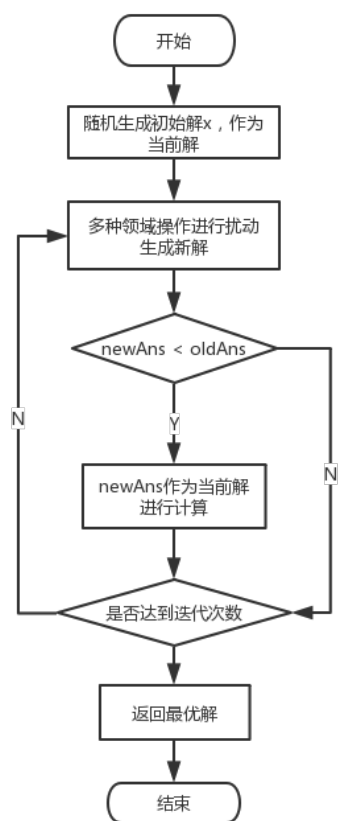 开始
随机生成初始解x，作为
当前解
多种领域操作进行扰动
生成新解
newAns < oldAns
N
Y
N
newAns作为当前解
进行计算
是否达到迭代次数
返回最优解
结束